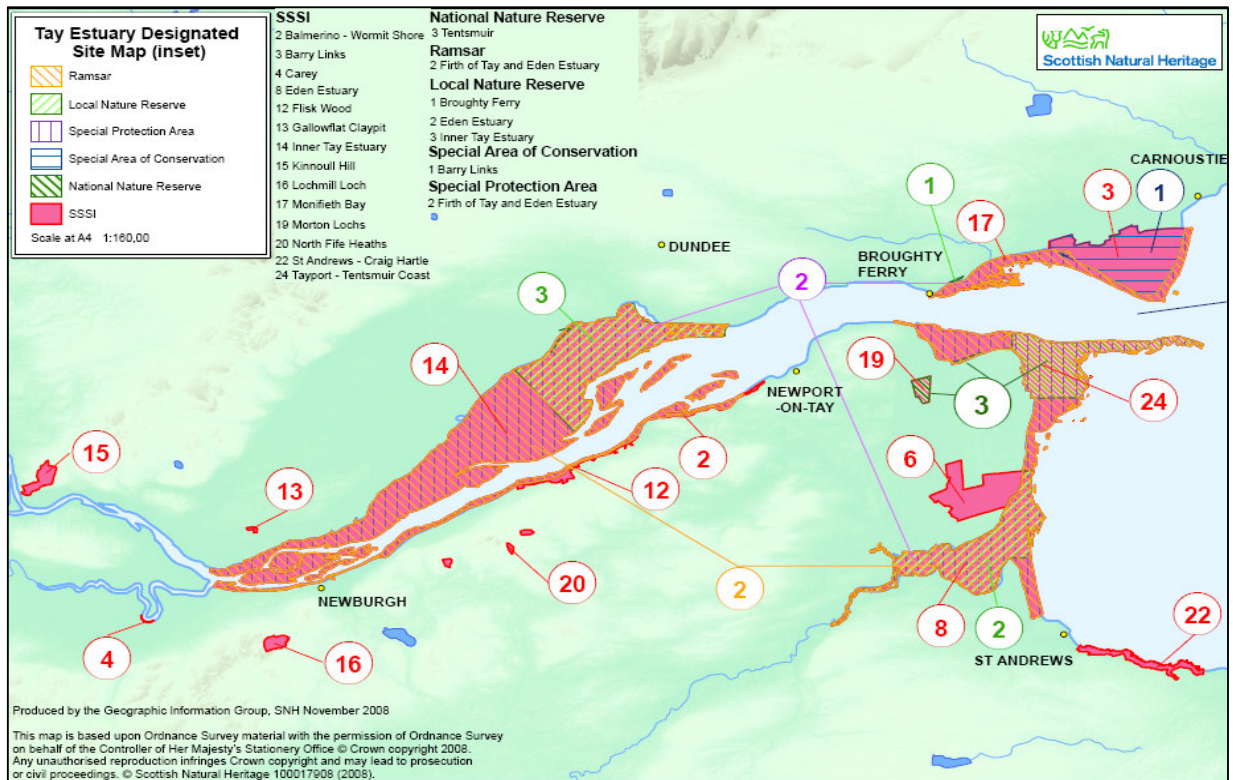 Tay Estuary Designated
Site Map (inset)
Ramsar
Local Nature Reserve
Special Protection Area
Special Area of Conservation
National Nature Reserve
SSSI
Scale at A4 1:160,00
SSSI
2 Balmerino - Wormit Shore
3 Barry Links
4 Carey
8 Eden Estuary
12 Flisk Wood
13 Gallowflat Claypit
14 Inner Tay Estuary
15 Kinnoull Hill
16 Lochmill Loch
17 Monifieth Bay
19 Morton Lochs
20 North Fife Heaths
22 St Andrews - Craig Hartle
24 Tayport - Tentsmuir Coast
National Nature Reserve
3 Tentsmuir
Ramsar
2 Firth of Tay and Eden Estuary
Local Nature Reserve
1 Broughty Ferry
2 Eden Estuary
3 Inner Tay Estuary
Special Area of Conservation
1 Barry Links
Special Protection Area
2 Firth of Tay and Eden Estuary
Scottish Natural Heritage
CARNOUSTIE
1
17
3
1
DUNDEE
BROUGHTY
FERRY
2
3
14
19
NEWPORT
-ON-TAY
3
24
15
2
6
12
13
20
2
NEWBURGH
8
2
22
4
16
ST ANDREWS
Produced by the Geographic Information Group, SNH November 2008
This map is based upon Ordnance Survey material with the permission of Ordnance Survey
on behalf of the Controller of Her Majesty's Stationery Office © Crown copyright 2008.
Any unauthorised reproduction infringes Crown copyright and may lead to prosecution
or civil proceedings. © Scottish Natural Heritage 100017908 (2008).